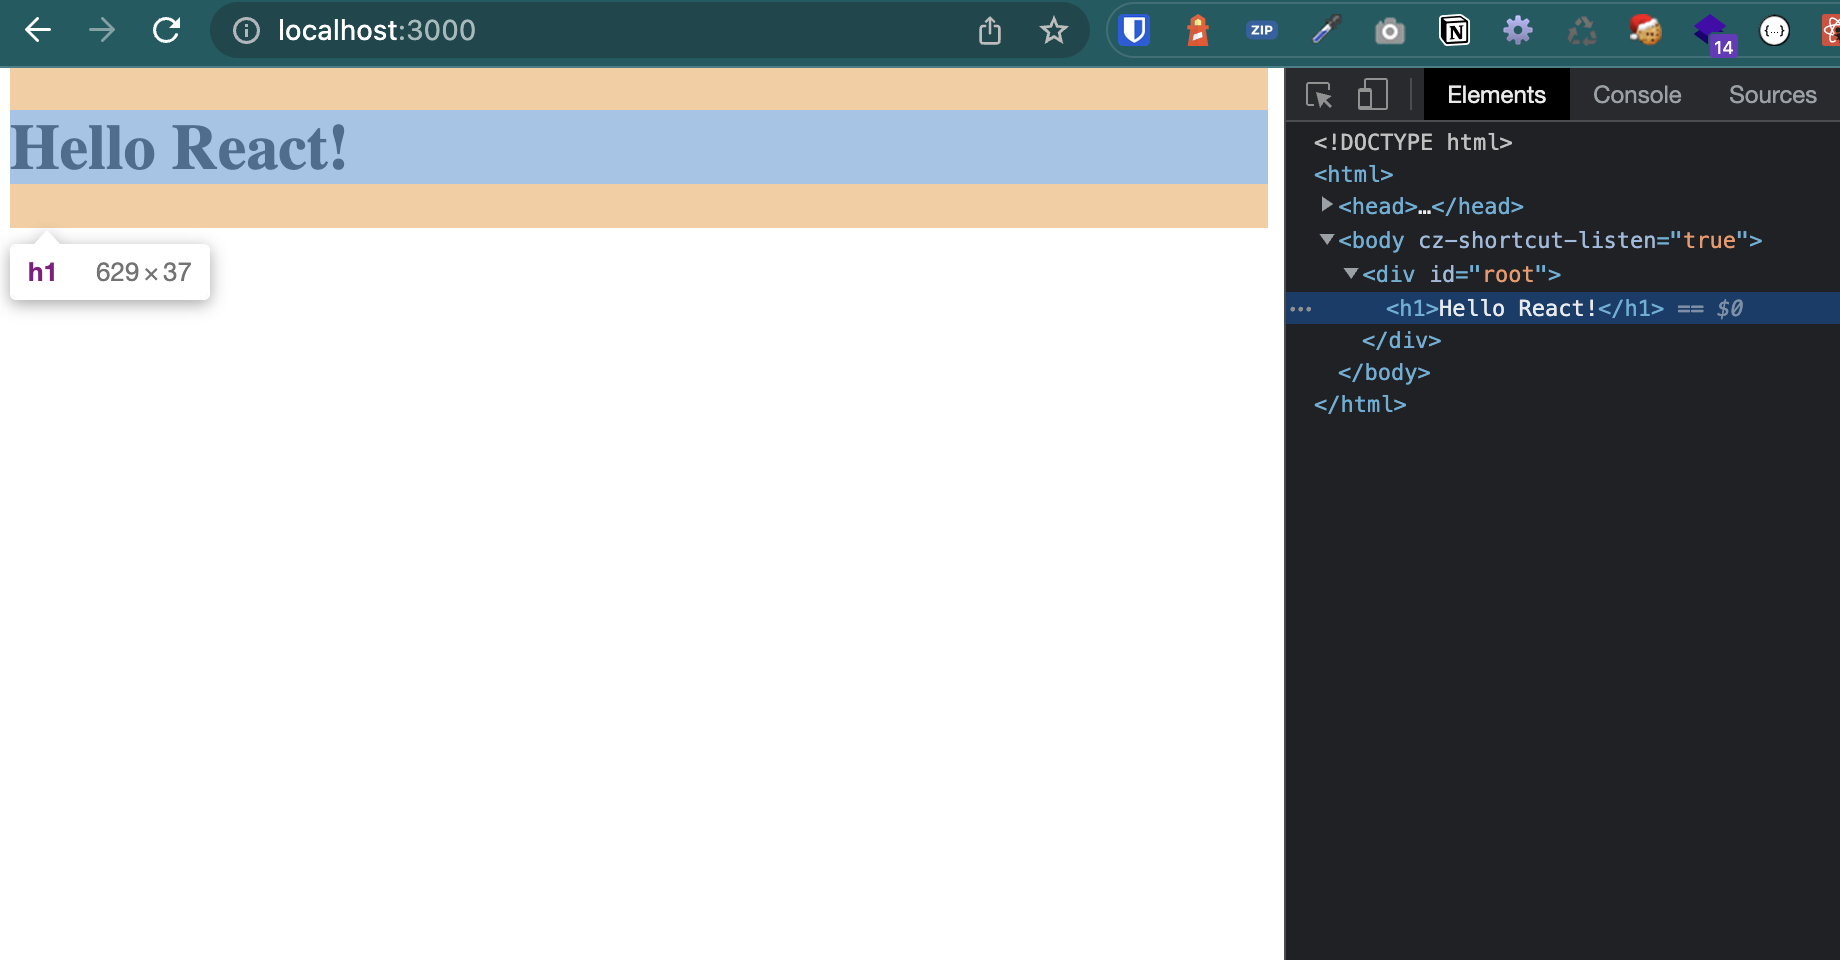 localhost:3000
ZIP
14
{...}
Hello React!
h1 629 × 37
Elements Console Sources
<!DOCTYPE html>
<html>
<head>…</head>
<body cz-shortcut-listen="true">
<div id="root">
<h1>Hello React!</h1> == $0
</div>
</body>
</html>